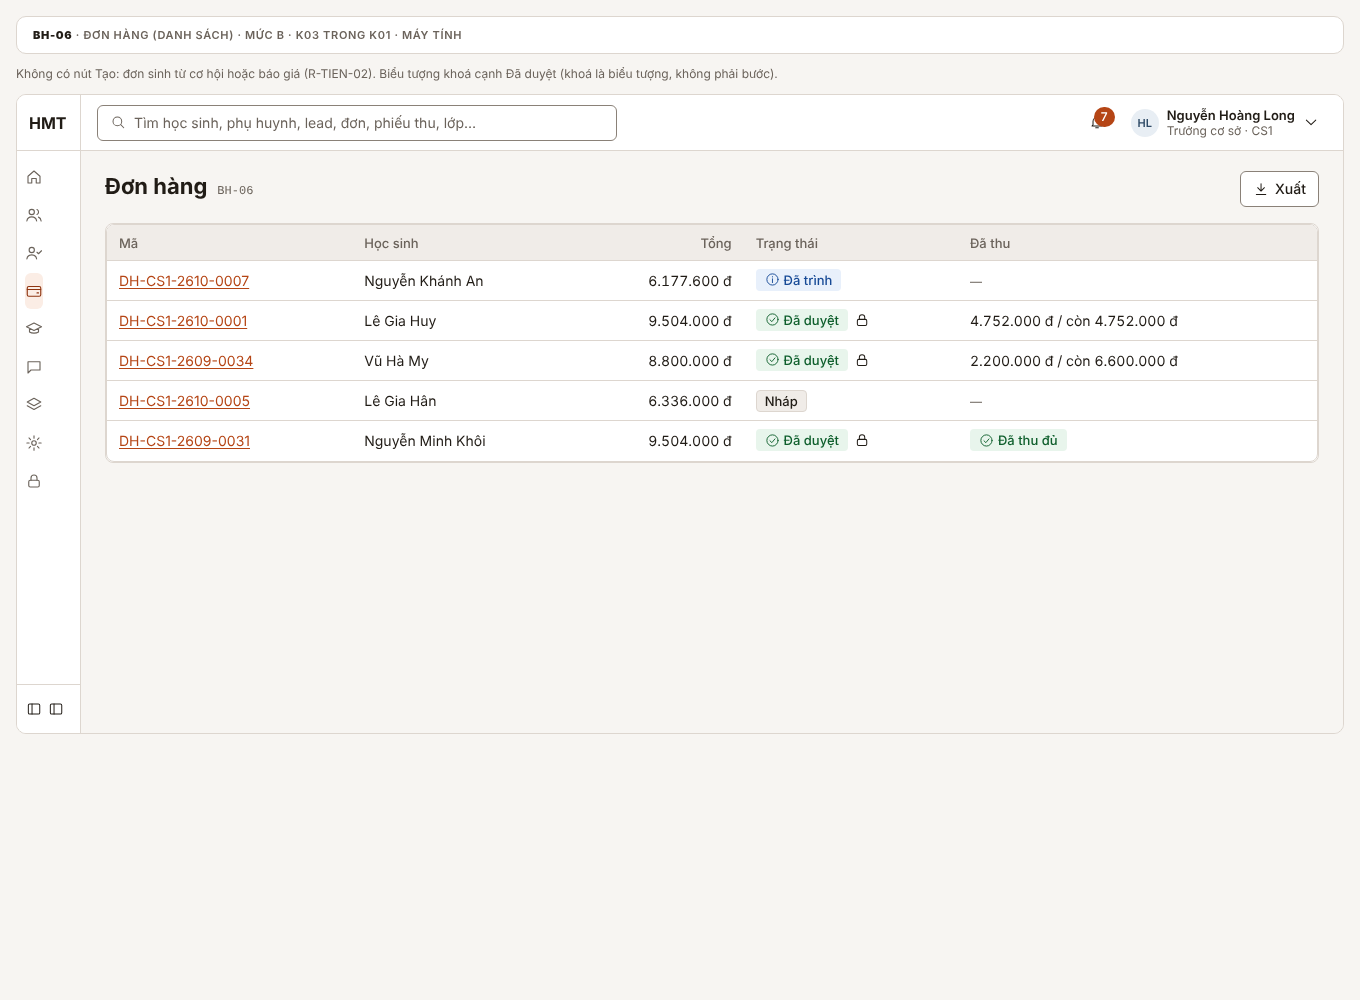 BH-06 · ĐƠN HÀNG (DANH SÁCH) · MỨC B · K03 TRONG K01 · MÁY TÍNH
Không có nút Tạo: đơn sinh từ cơ hội hoặc báo giá (R-TIEN-02). Biểu tượng khoá cạnh Đã duyệt (khoá là biểu tượng, không phải bước).
HMT
Tìm học sinh, phụ huynh, lead, đơn, phiếu thu, lớp...
7
HL
Nguyễn Hoàng Long
Trưởng cơ sở · CS1
Đơn hàng BH-06
Xuất
Mã Học sinh Tổng Trạng thái Đã thu
DH-CS1-2610-0007 Nguyễn Khánh An 6.177.600 đ Đã trình —
DH-CS1-2610-0001 Lê Gia Huy 9.504.000 đ Đã duyệt 4.752.000 đ / còn 4.752.000 đ
DH-CS1-2609-0034 Vũ Hà My 8.800.000 đ Đã duyệt 2.200.000 đ / còn 6.600.000 đ
DH-CS1-2610-0005 Lê Gia Hân 6.336.000 đ Nháp —
DH-CS1-2609-0031 Nguyễn Minh Khôi 9.504.000 đ Đã duyệt Đã thu đủ